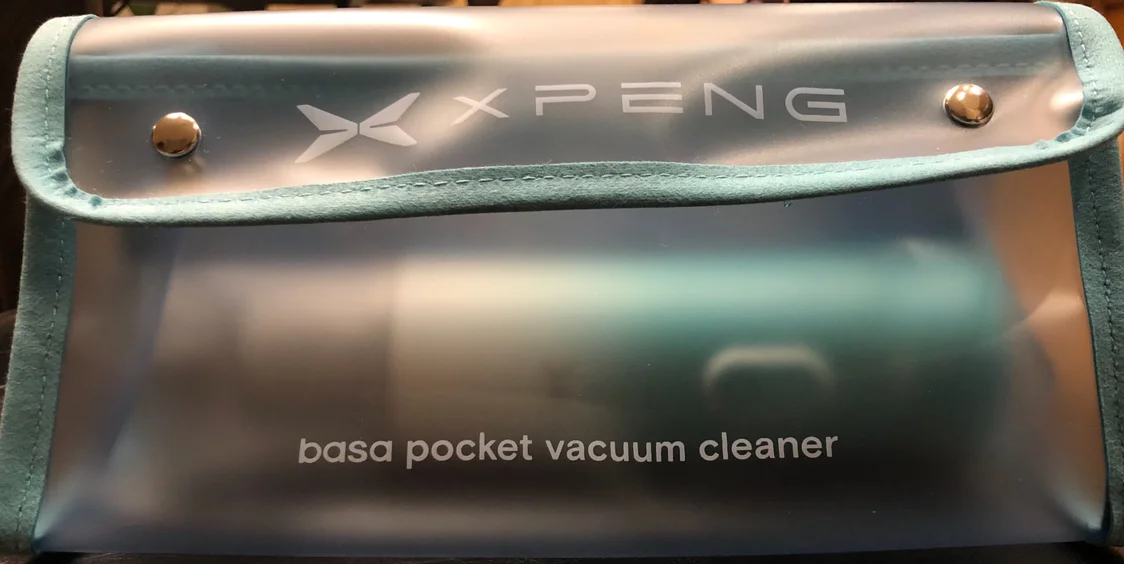 XPENG
basa pocket vacuum cleaner